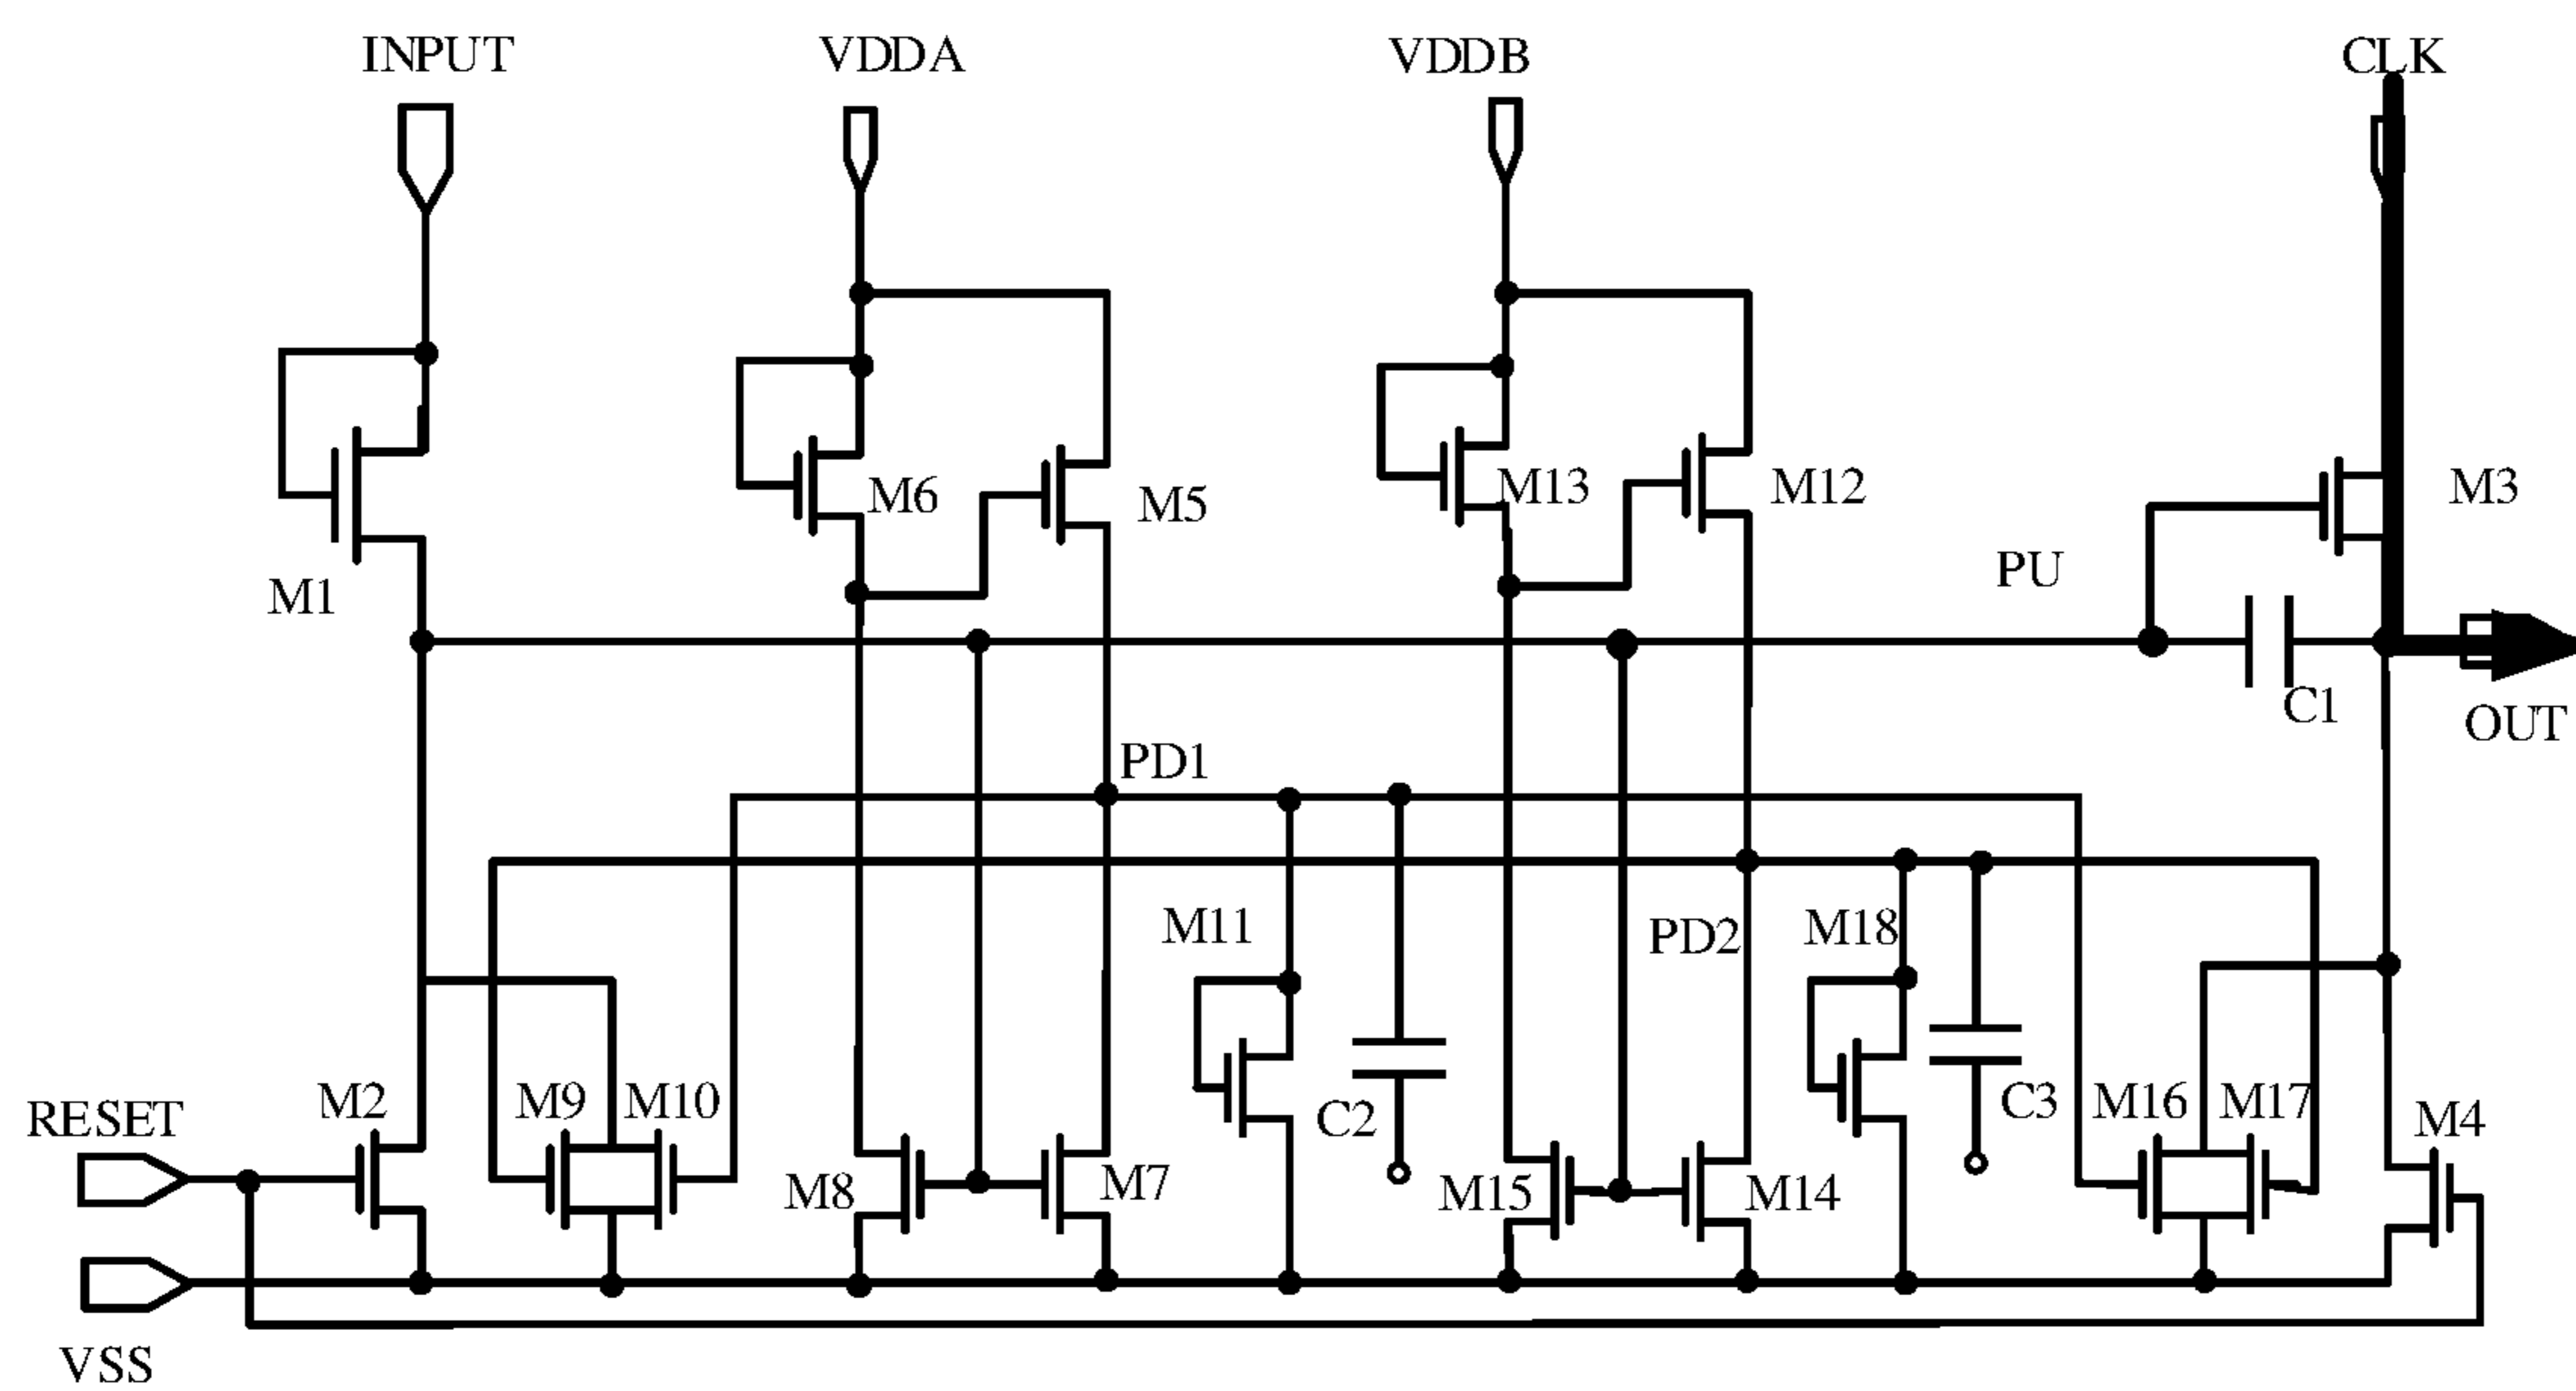 INPUT
VDDA
VDDB
CLK
M6
M5
M13
M12
M3
M1
PU
C1
OUT
PD1
M11
PD2
M18
M2
M9
M10
RESET
C2
C3
M16
M17
M4
M8
M7
M15
M14
VSS